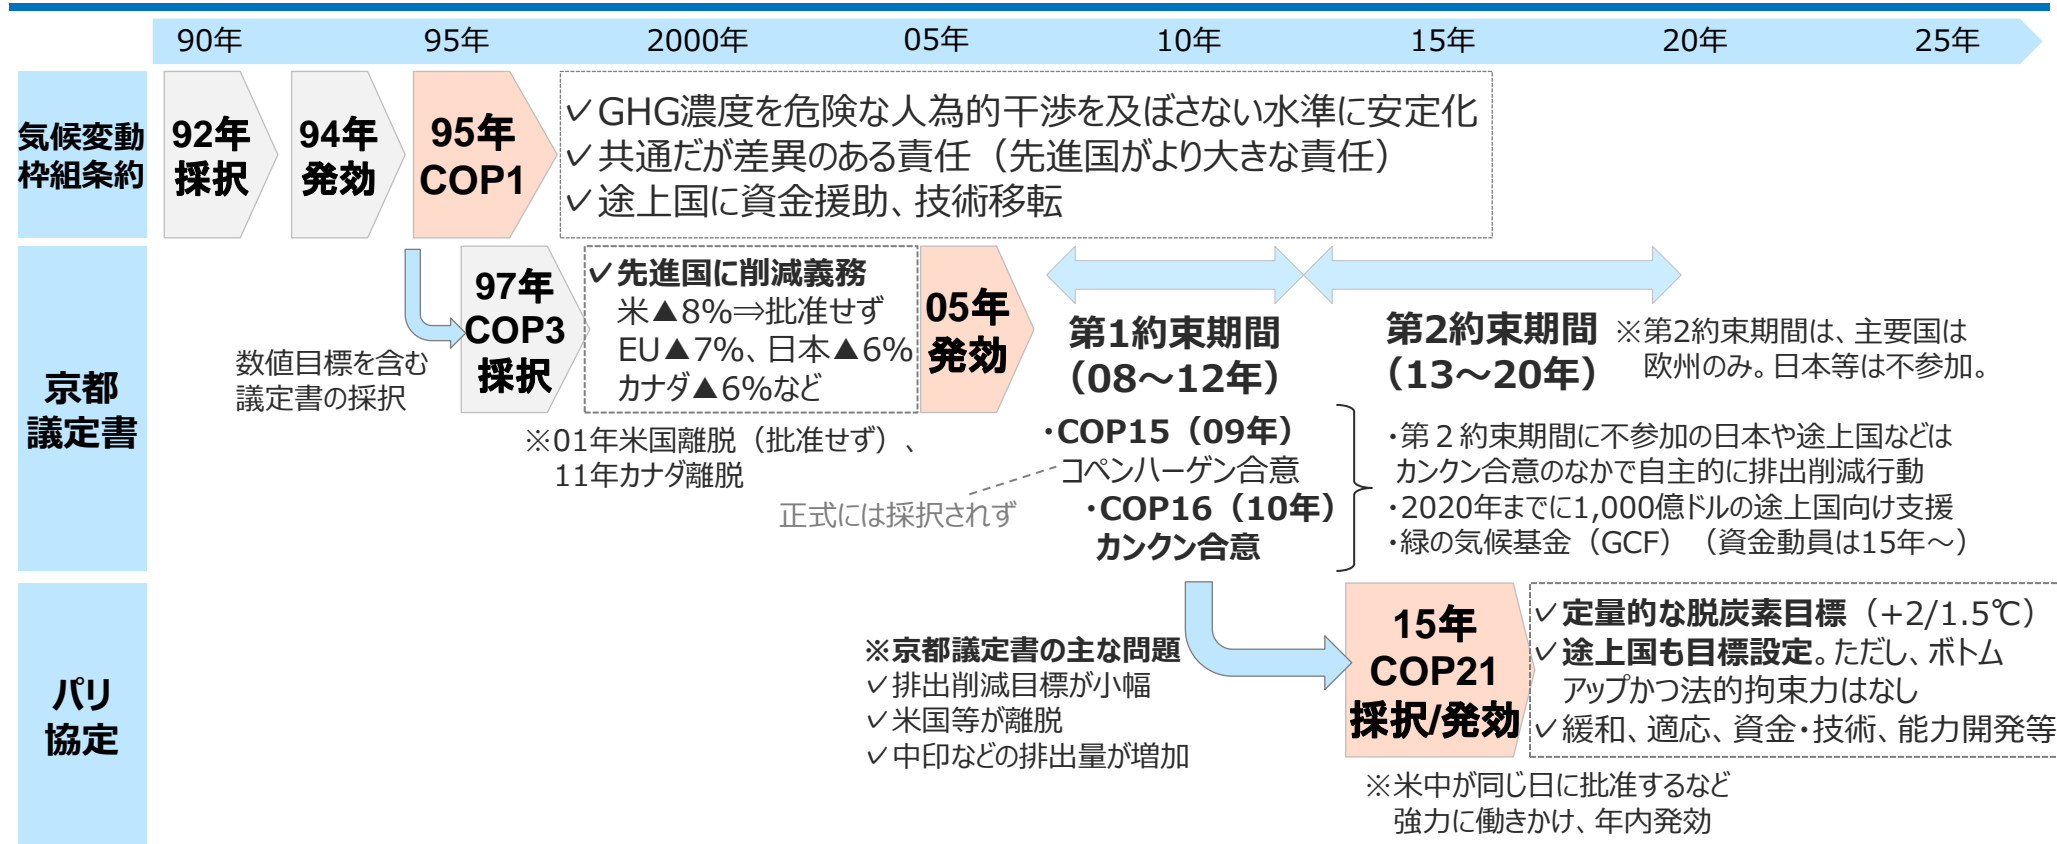 90年 95年 2000年 05年 10年 15年 20年 25年
気候変動
枠組条約
92年
採択
94年
発効
95年
COP1
✓GHG濃度を危険な人為的干渉を及ぼさない水準に安定化
✓共通だが差異のある責任（先進国がより大きな責任）
✓途上国に資金援助、技術移転
京都
議定書
数値目標を含む
議定書の採択
97年
COP3
採択
✓先進国に削減義務
米▲8%⇒批准せず
EU▲7%、日本▲6%
カナダ▲6%など
※01年米国離脱（批准せず）、
11年カナダ離脱
05年
発効
第1約束期間
（08～12年）
第2約束期間
（13～20年）
※第2約束期間は、主要国は
欧州のみ。日本等は不参加。
・COP15（09年）
コペンハーゲン合意
正式には採択されず
・COP16（10年）
カンクン合意
・第２約束期間に不参加の日本や途上国などは
カンクン合意のなかで自主的に排出削減行動
・2020年までに1,000億ドルの途上国向け支援
・緑の気候基金（GCF）（資金動員は15年～）
パリ
協定
※京都議定書の主な問題
✓排出削減目標が小幅
✓米国等が離脱
✓中印などの排出量が増加
15年
COP21
採択/発効
✓定量的な脱炭素目標（+2/1.5℃）
✓途上国も目標設定。ただし、ボトム
アップかつ法的拘束力はなし
✓緩和、適応、資金・技術、能力開発等
※米中が同じ日に批准するなど
強力に働きかけ、年内発効